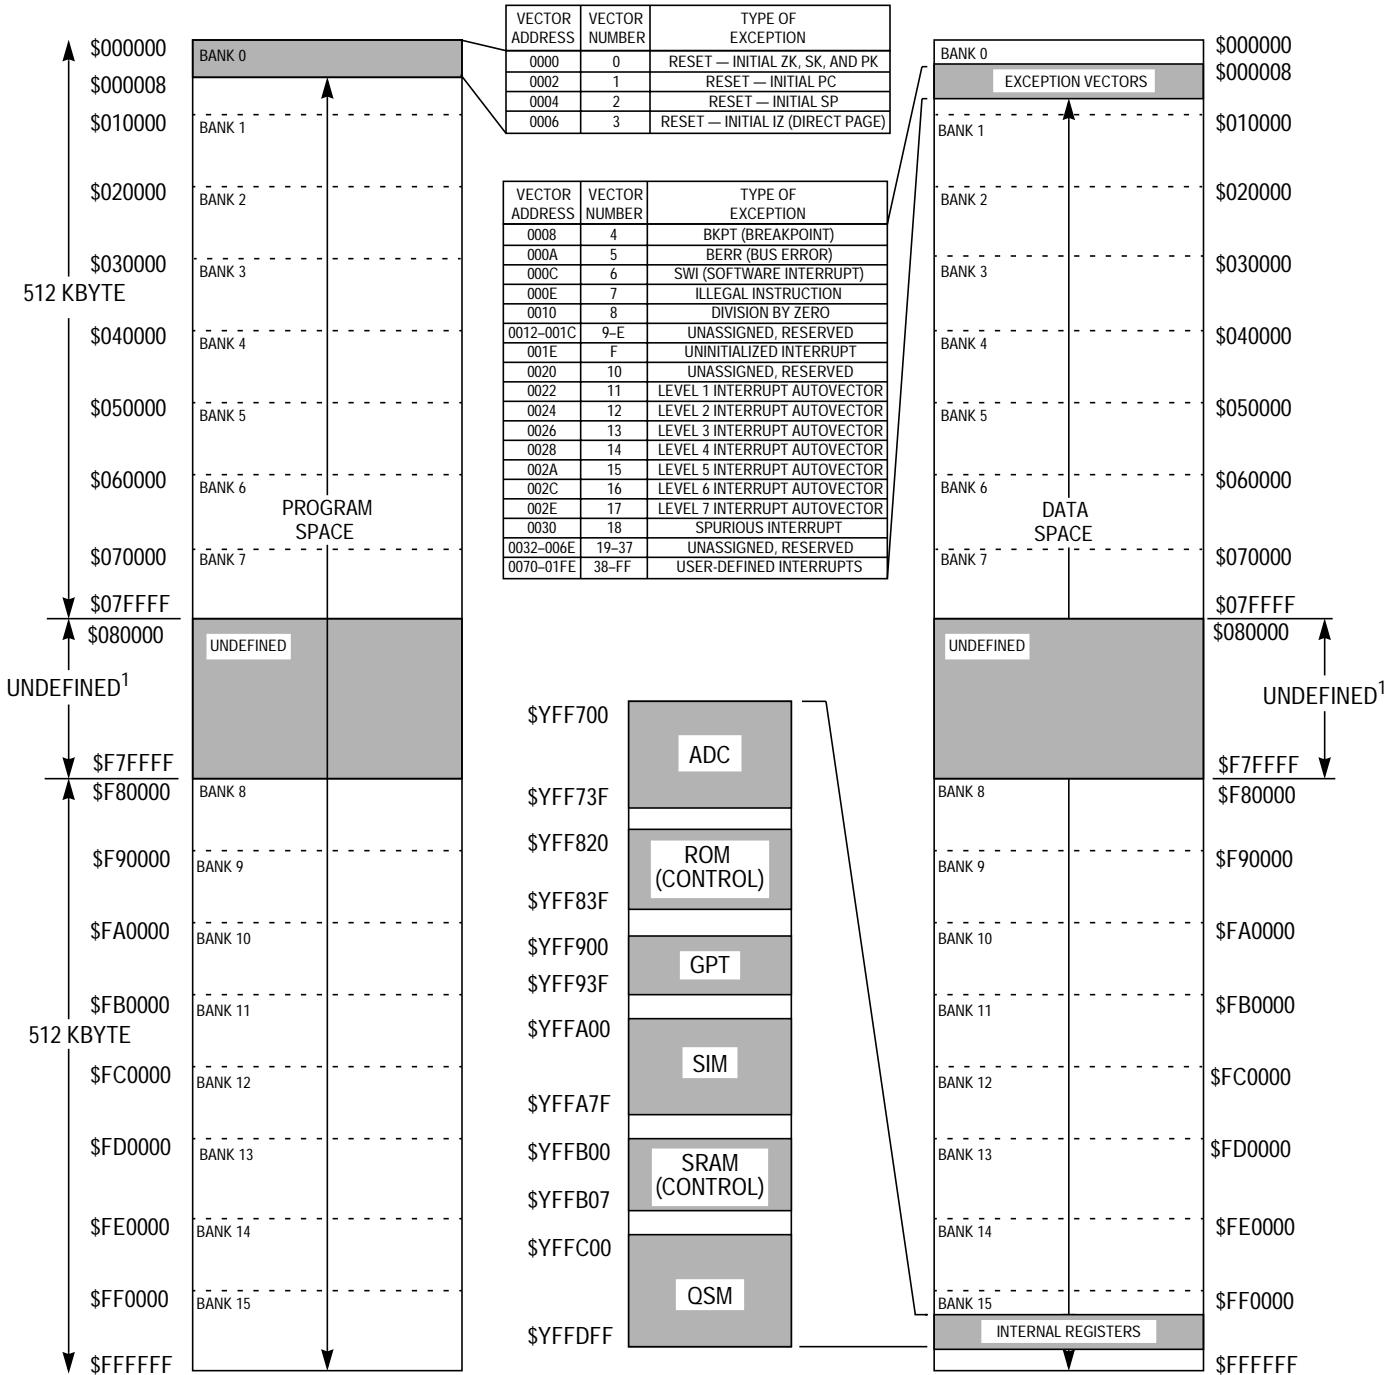 $000000
$000008
$010000
$020000
$030000
512 KBYTE
$040000
$050000
$060000
$070000
$07FFFF
$080000
UNDEFINED1
$F7FFFF
$F80000
$F90000
$FA0000
$FB0000
512 KBYTE
$FC0000
$FD0000
$FE0000
$FF0000
$FFFFFF
BANK 0
BANK 1
BANK 2
BANK 3
BANK 4
BANK 5
BANK 6
PROGRAM
SPACE
BANK 7
UNDEFINED
BANK 8
BANK 9
BANK 10
BANK 11
BANK 12
BANK 13
BANK 14
BANK 15
VECTOR ADDRESS VECTOR NUMBER TYPE OF EXCEPTION
0000 0 RESET — INITIAL ZK, SK, AND PK
0002 1 RESET — INITIAL PC
0004 2 RESET — INITIAL SP
0006 3 RESET — INITIAL IZ (DIRECT PAGE)
VECTOR ADDRESS VECTOR NUMBER TYPE OF EXCEPTION
0008 4 BKPT (BREAKPOINT)
000A 5 BERR (BUS ERROR)
000C 6 SWI (SOFTWARE INTERRUPT)
000E 7 ILLEGAL INSTRUCTION
0010 8 DIVISION BY ZERO
0012–001C 9–E UNASSIGNED, RESERVED
001E F UNINITIALIZED INTERRUPT
0020 10 UNASSIGNED, RESERVED
0022 11 LEVEL 1 INTERRUPT AUTOVECTOR
0024 12 LEVEL 2 INTERRUPT AUTOVECTOR
0026 13 LEVEL 3 INTERRUPT AUTOVECTOR
0028 14 LEVEL 4 INTERRUPT AUTOVECTOR
002A 15 LEVEL 5 INTERRUPT AUTOVECTOR
002C 16 LEVEL 6 INTERRUPT AUTOVECTOR
002E 17 LEVEL 7 INTERRUPT AUTOVECTOR
0030 18 SPURIOUS INTERRUPT
0032–006E 19–37 UNASSIGNED, RESERVED
0070–01FE 38–FF USER-DEFINED INTERRUPTS
$YFF700
ADC
$YFF73F
$YFF820
ROM
(CONTROL)
$YFF83F
$YFF900
GPT
$YFF93F
$YFFA00
SIM
$YFFA7F
$YFFB00
SRAM
(CONTROL)
$YFFB07
$YFFC00
QSM
$YFFDFF
BANK 0
EXCEPTION VECTORS
BANK 1
BANK 2
BANK 3
BANK 4
BANK 5
BANK 6
DATA
SPACE
BANK 7
UNDEFINED
BANK 8
BANK 9
BANK 10
BANK 11
BANK 12
BANK 13
BANK 14
BANK 15
INTERNAL REGISTERS
$000000
$000008
$010000
$020000
$030000
$040000
$050000
$060000
$070000
$07FFFF
$080000
UNDEFINED1
$F7FFFF
$F80000
$F90000
$FA0000
$FB0000
$FC0000
$FD0000
$FE0000
$FF0000
$FFFFFF